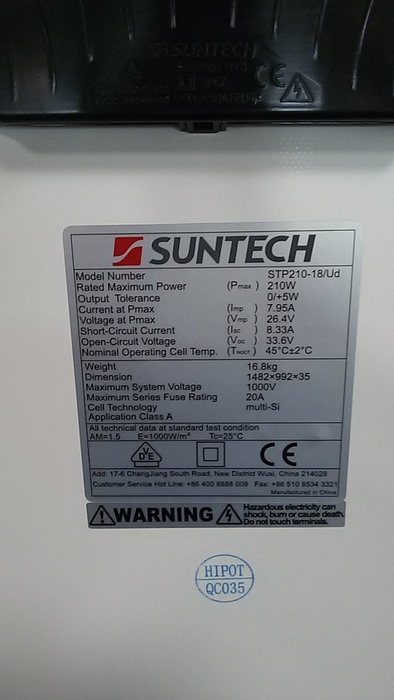 SUNTECH
CE
SUNTECH
Model Number STP210-18/Ud
Rated Maximum Power (Pmax) 210W
Output Tolerance 0/+5W
Current at Pmax (Imp) 7.95A
Voltage at Pmax (Vmp) 26.4V
Short-Circuit Current (Isc) 8.33A
Open-Circuit Voltage (Voc) 33.6V
Nominal Operating Cell Temp. (TNOCT) 45°C±2°C
Weight 16.8kg
Dimension 1482×992×35
Maximum System Voltage 1000V
Maximum Series Fuse Rating 20A
Cell Technology multi-Si
Application Class A
All technical data at standard test condition
AM=1.5 E=1000W/m² Tc=25°C
DVE CE
Add: 17-6 ChangJiang South Road, New District Wuxi, China 214028
Customer Service Hot Line: +86 400 8888 009 Fax: +86 510 8534 3321
Manufactured in China
WARNING Hazardous electricity can
shock, burn or cause death.
Do not touch terminals.
HIPOT
QC035